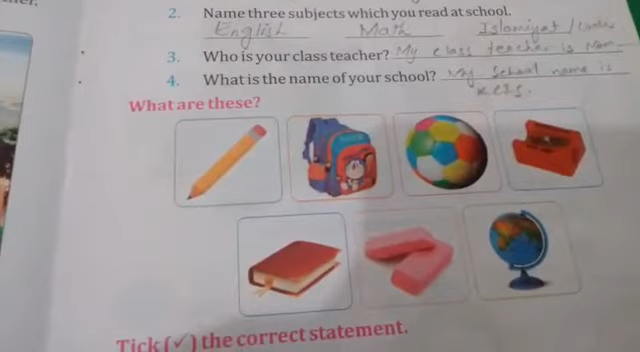 2. Name three subjects which you read at school.
English Math Islamiyat /
3. Who is your class teacher? My class teacher is
4. What is the name of your school? My School name is
What are these?
Tick (✓) the correct statement.